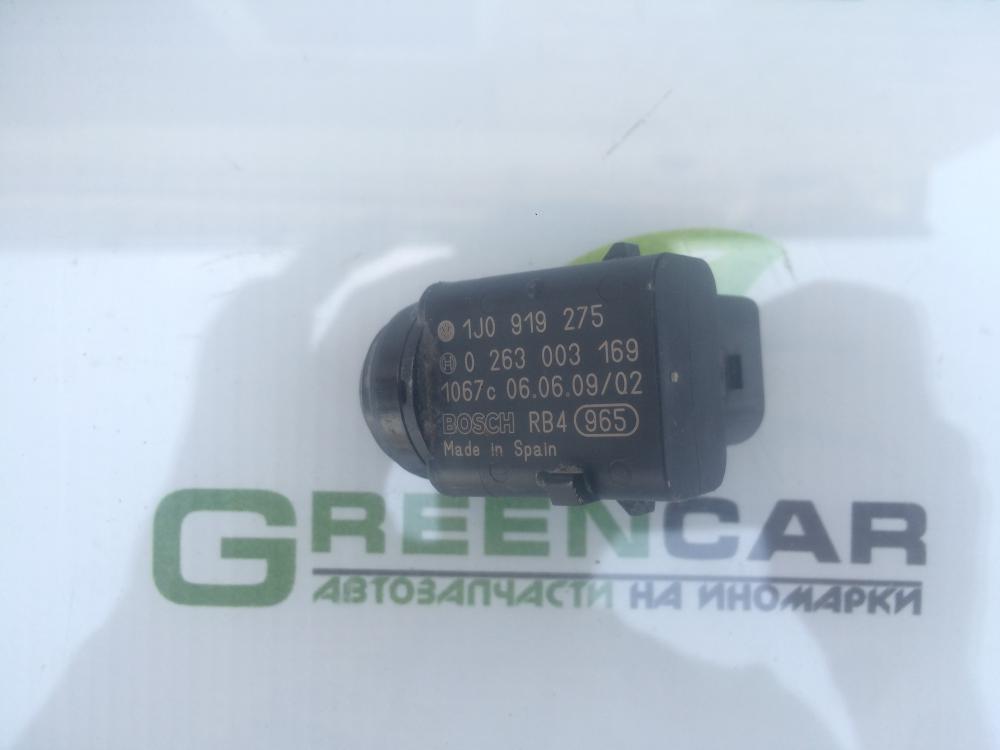 1J0 919 275
0 263 003 169
1067c 06.06.09/02
BOSCH RB4 965
Made in Spain
GREENCAR
АВТОЗАПЧАСТИ НА ИНОМАРКИ